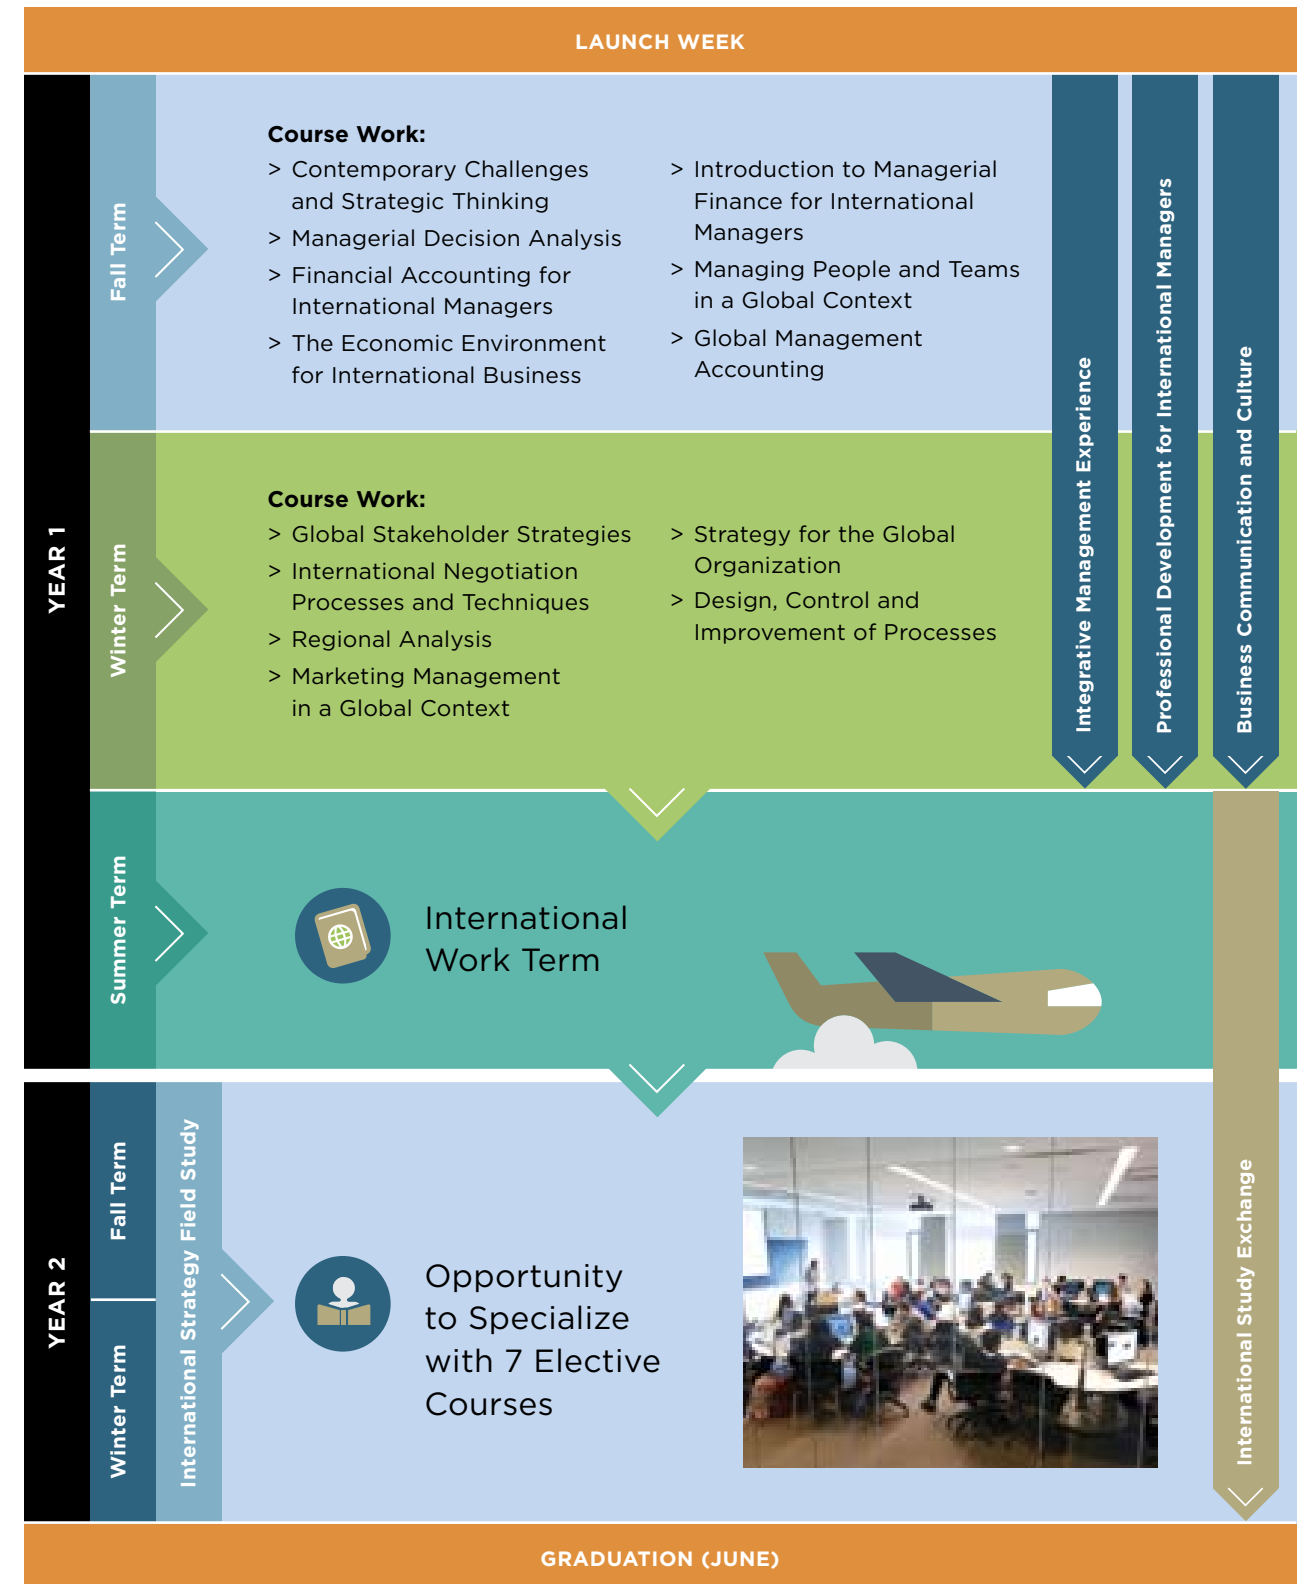 LAUNCH WEEK
YEAR 1
Fall Term
Course Work:
> Contemporary Challenges
and Strategic Thinking
> Managerial Decision Analysis
> Financial Accounting for
International Managers
> The Economic Environment
for International Business
> Introduction to Managerial
Finance for International
Managers
> Managing People and Teams
in a Global Context
> Global Management
Accounting
Integrative Management Experience
Professional Development for International Managers
Business Communication and Culture
Winter Term
Course Work:
> Global Stakeholder Strategies
> International Negotiation
Processes and Techniques
> Regional Analysis
> Marketing Management
in a Global Context
> Strategy for the Global
Organization
> Design, Control and
Improvement of Processes
Summer Term
International
Work Term
YEAR 2
Fall Term
Winter Term
International Strategy Field Study
Opportunity
to Specialize
with 7 Elective
Courses
International Study Exchange
GRADUATION (JUNE)